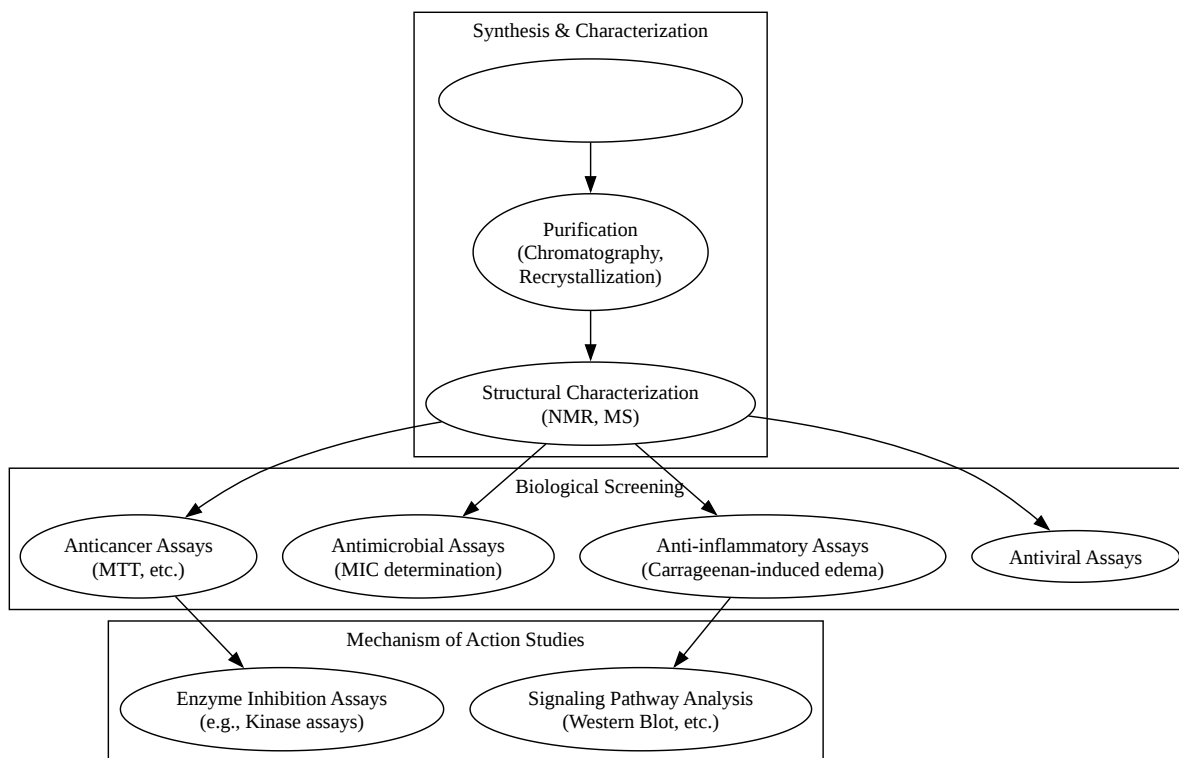 Synthesis & Characterization
Purification
(Chromatography,
Recrystallization)
Structural Characterization
(NMR, MS)
Biological Screening
Anticancer Assays
(MTT, etc.)
Antimicrobial Assays
(MIC determination)
Anti-inflammatory Assays
(Carrageenan-induced edema)
Antiviral Assays
Mechanism of Action Studies
Enzyme Inhibition Assays
(e.g., Kinase assays)
Signaling Pathway Analysis
(Western Blot, etc.)